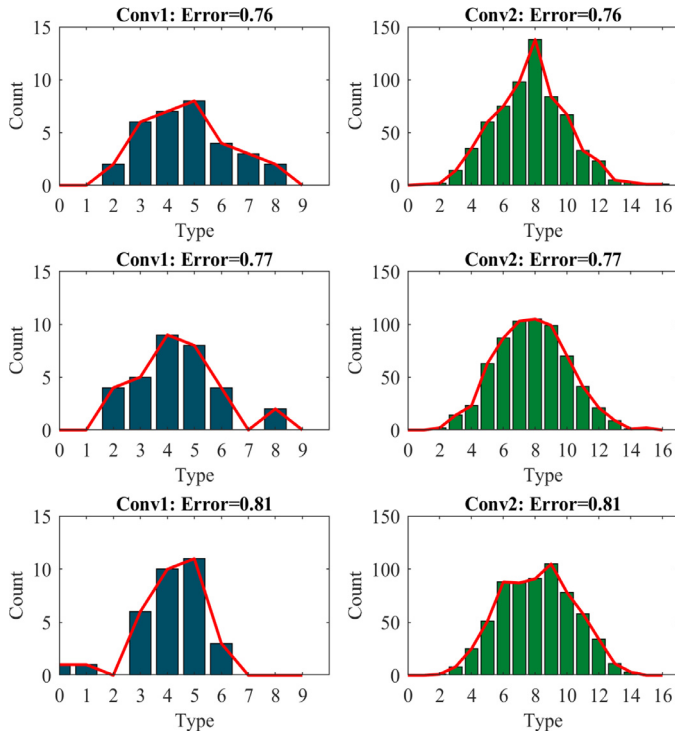 Conv1: Error=0.76
15
10
5
0
Count
0 1 2 3 4 5 6 7 8 9
Type
Conv2: Error=0.76
150
100
50
0
Count
0 2 4 6 8 10 12 14 16
Type
Conv1: Error=0.77
15
10
5
0
Count
0 1 2 3 4 5 6 7 8 9
Type
Conv2: Error=0.77
150
100
50
0
Count
0 2 4 6 8 10 12 14 16
Type
Conv1: Error=0.81
15
10
5
0
Count
0 1 2 3 4 5 6 7 8 9
Type
Conv2: Error=0.81
150
100
50
0
Count
0 2 4 6 8 10 12 14 16
Type